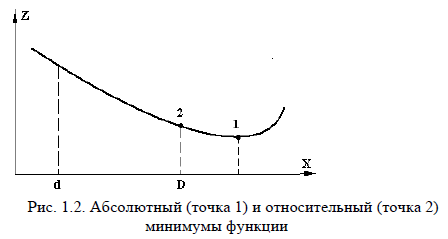 Z
2
1
X
d
D
Рис. 1.2. Абсолютный (точка 1) и относительный (точка 2)
минимумы функции